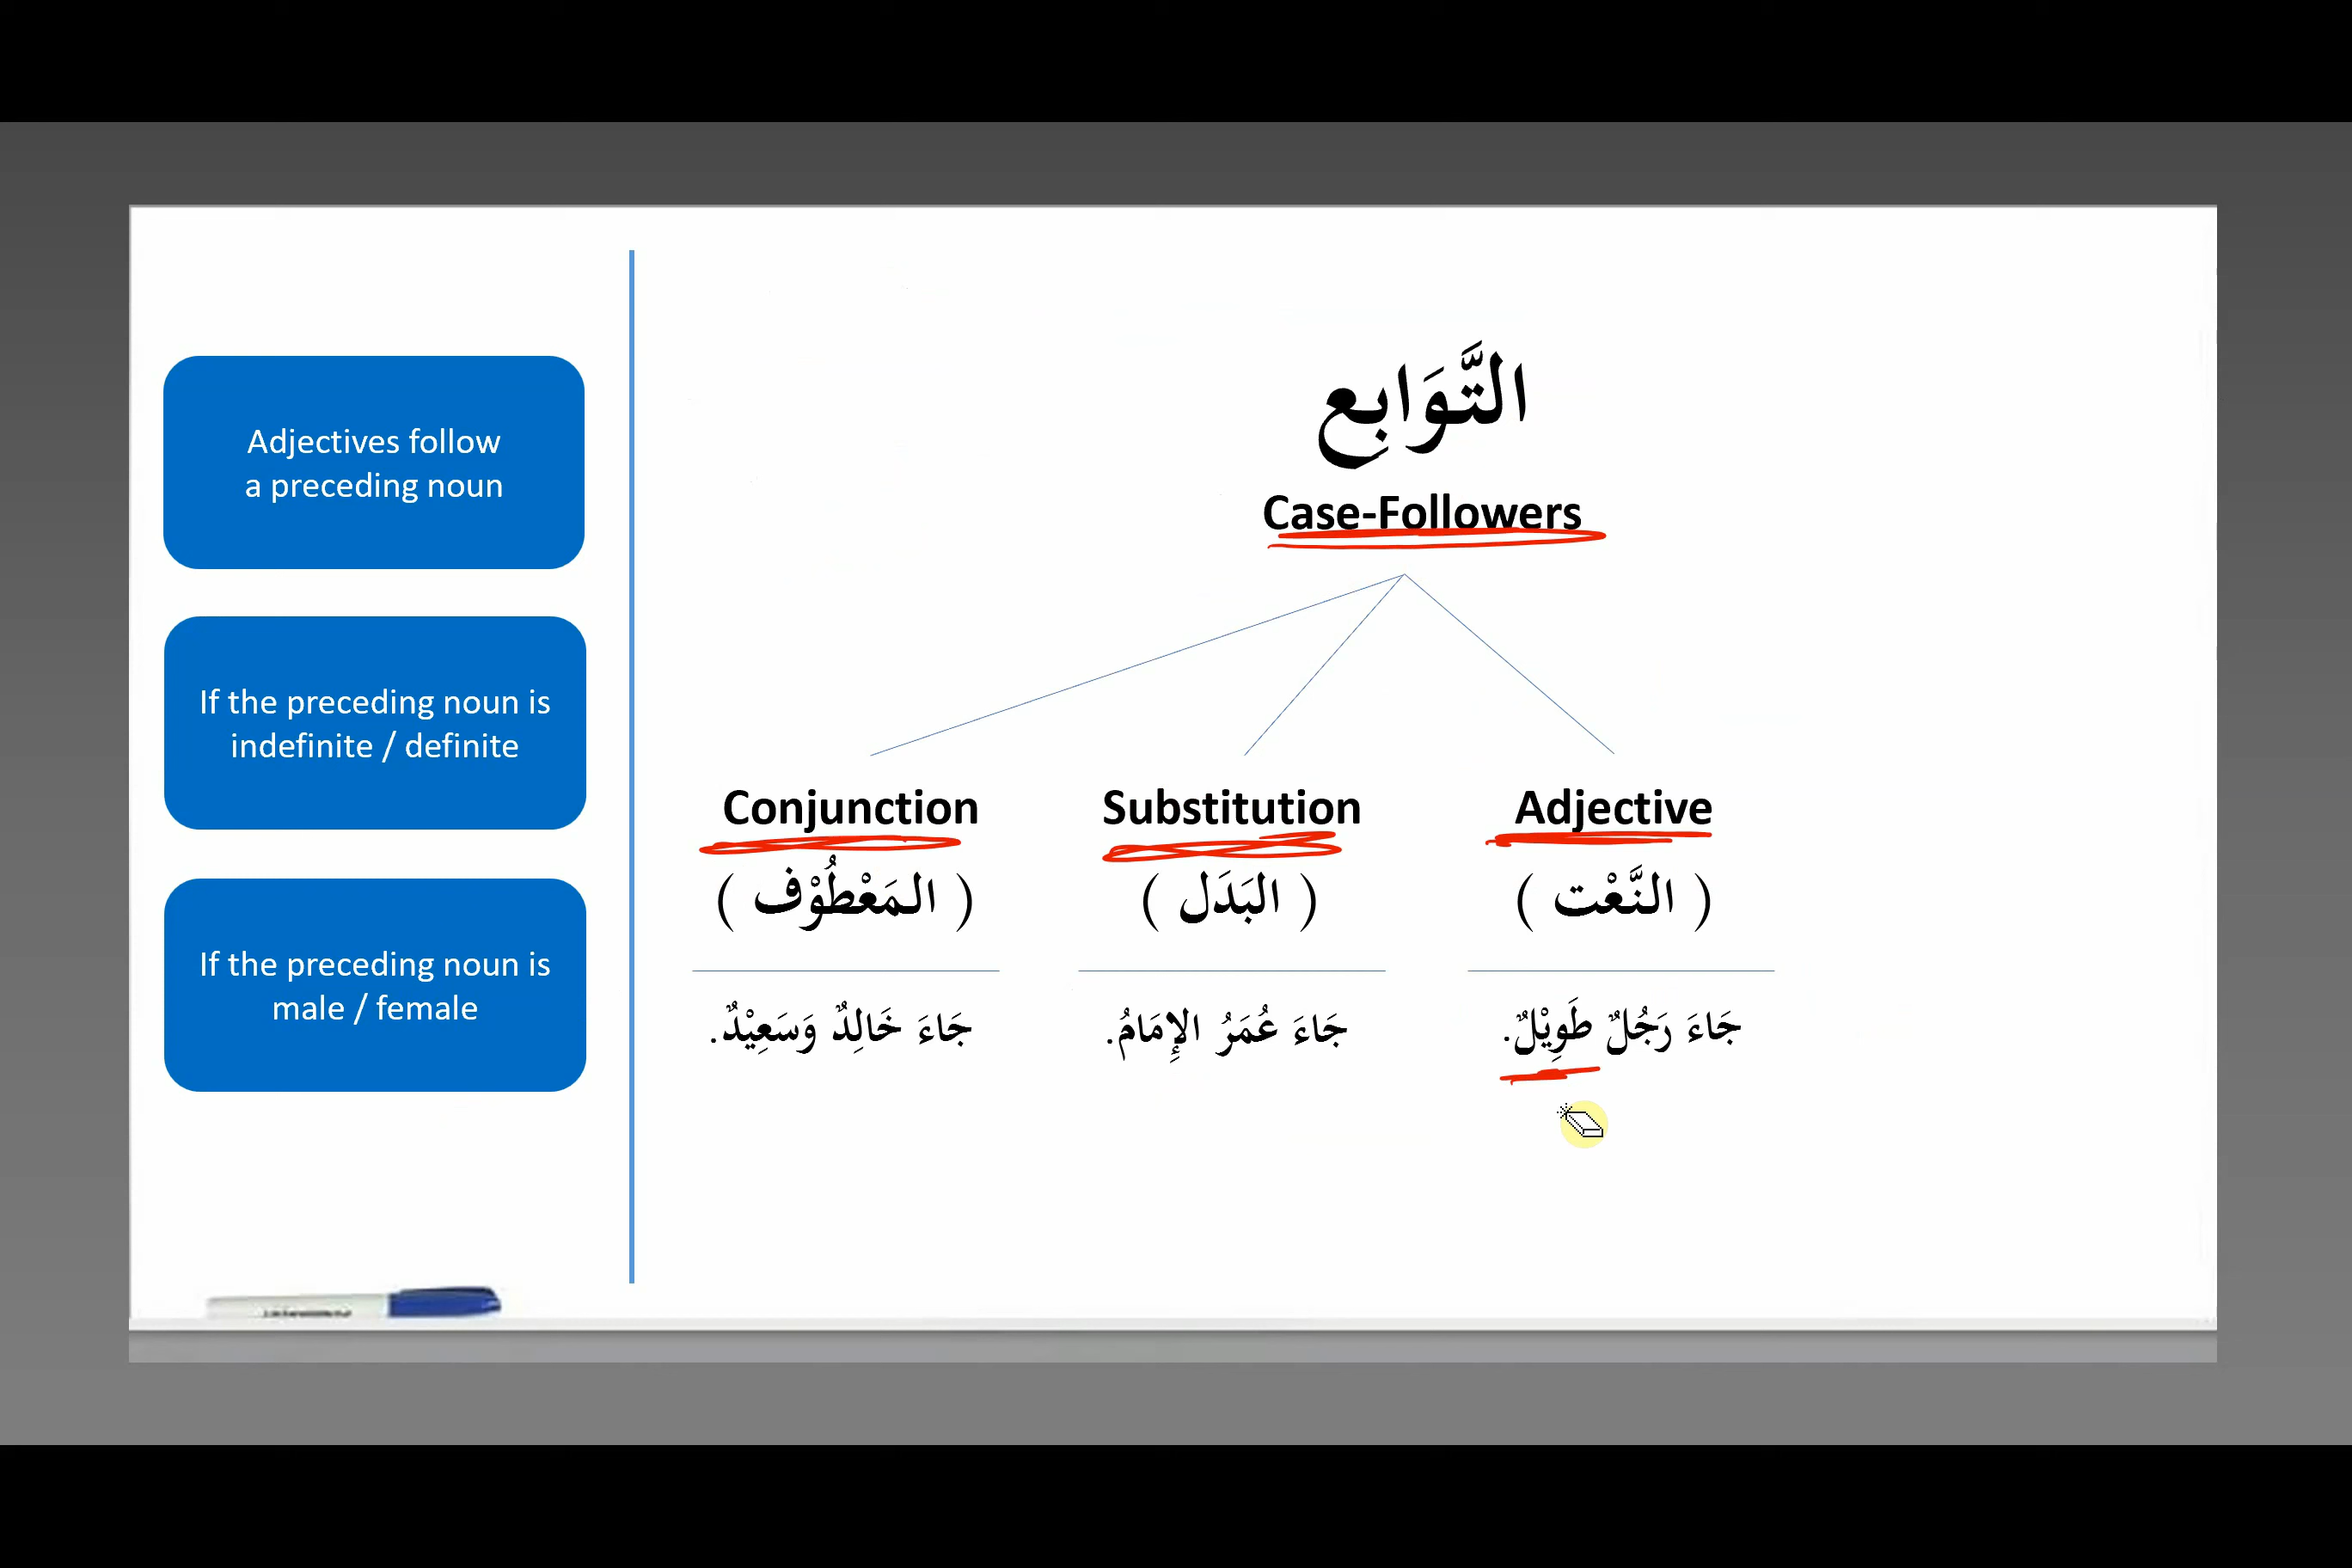 Adjectives follow
a preceding noun
If the preceding noun is
indefinite / definite
If the preceding noun is
male / female
التَّوَابِع
Case-Followers
Adjective
( النَّعْت )
جَاءَ رَجُلٌ طَوِيْلٌ.
Substitution
( البَدَل )
جَاءَ عُمَرُ الإِمَامُ.
Conjunction
( المَعْطُوْف )
جَاءَ خَالِدٌ وَسَعِيْدٌ.